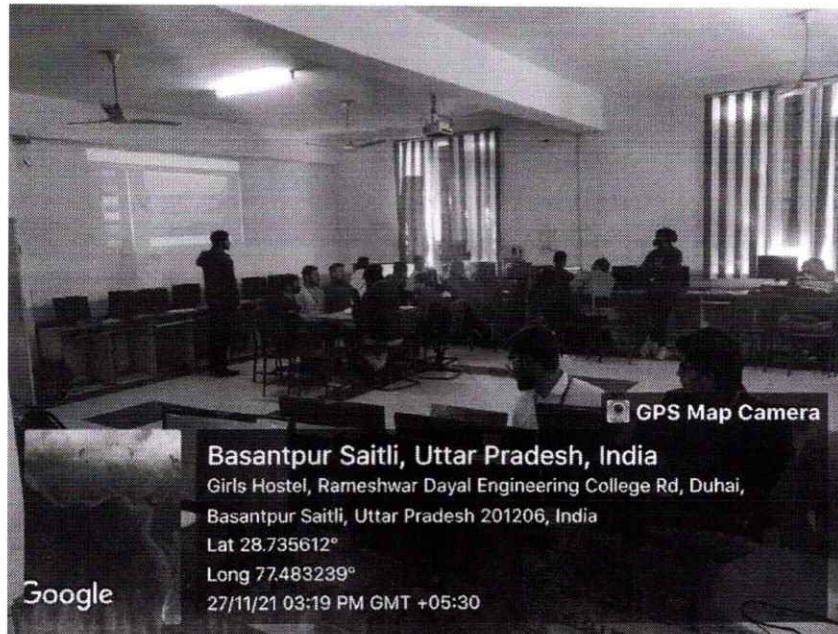 GPS Map Camera
Basantpur Saitli, Uttar Pradesh, India
Girls Hostel, Rameshwar Dayal Engineering College Rd, Duhai,
Basantpur Saitli, Uttar Pradesh 201206, India
Lat 28.735612°
Long 77.483239°
27/11/21 03:19 PM GMT +05:30
Google